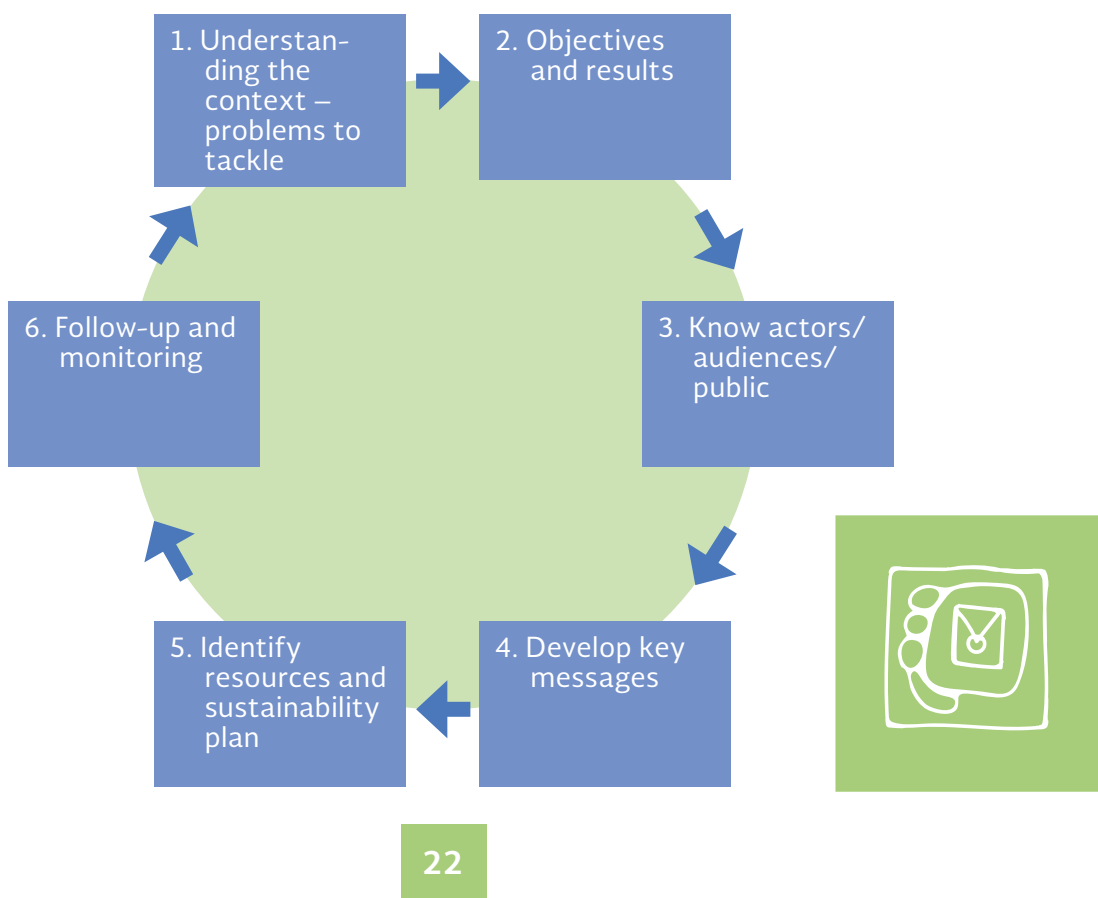 1. Understan-
ding the
context –
problems to
tackle
2. Objectives
and results
3. Know actors/
audiences/
public
4. Develop key
messages
5. Identify
resources and
sustainability
plan
6. Follow-up and
monitoring
22